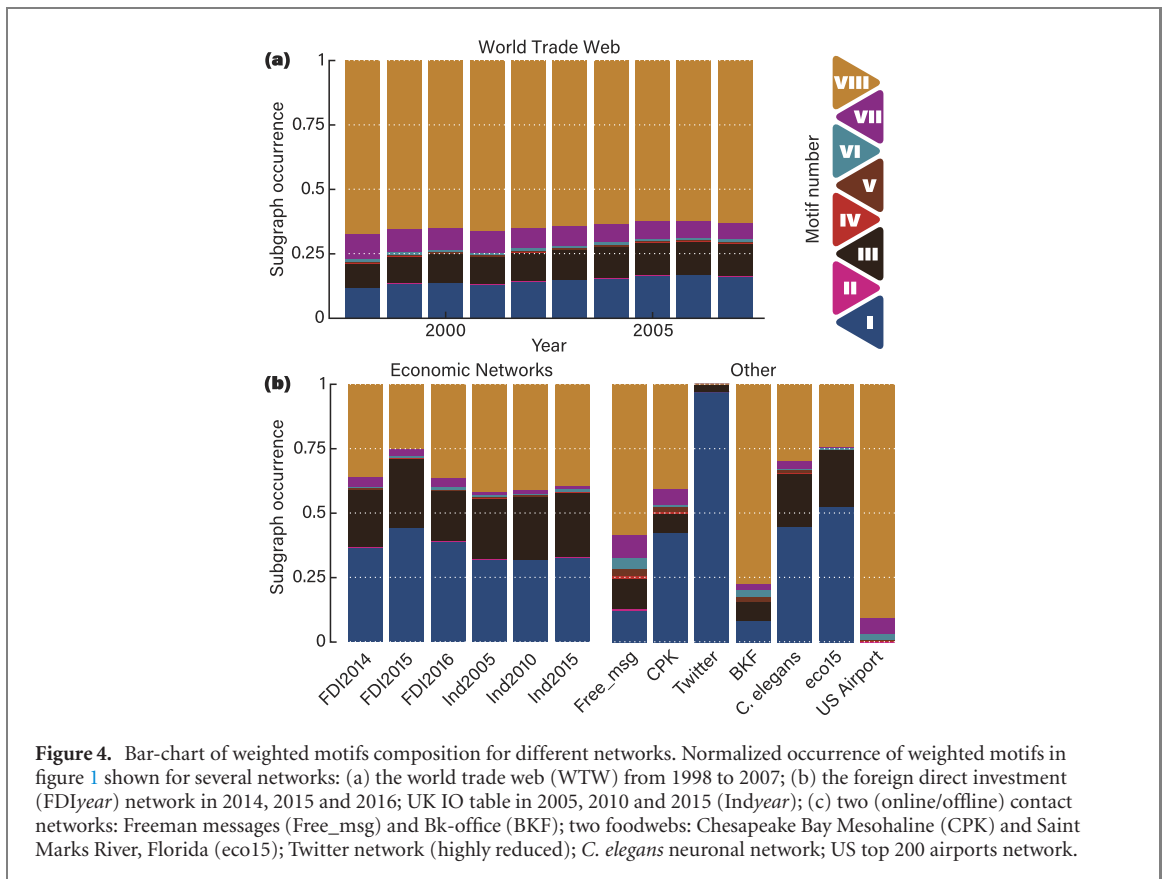 (a)
World Trade Web
1
0.75
0.5
0.25
0
Subgraph occurrence
2000
2005
Year
Motif number
VIII
VII
VI
V
IV
III
II
I
(b)
Economic Networks
Other
1
0.75
0.5
0.25
0
Subgraph occurrence
FDI2014
FDI2015
FDI2016
Ind2005
Ind2010
Ind2015
Free_msg
CPK
Twitter
BKF
C. elegans
eco15
US Airport
Figure 4. Bar-chart of weighted motifs composition for different networks. Normalized occurrence of weighted motifs in
figure 1 shown for several networks: (a) the world trade web (WTW) from 1998 to 2007; (b) the foreign direct investment
(FDIyear) network in 2014, 2015 and 2016; UK IO table in 2005, 2010 and 2015 (Indyear); (c) two (online/offline) contact
networks: Freeman messages (Free_msg) and Bk-office (BKF); two foodwebs: Chesapeake Bay Mesohaline (CPK) and Saint
Marks River, Florida (eco15); Twitter network (highly reduced); C. elegans neuronal network; US top 200 airports network.